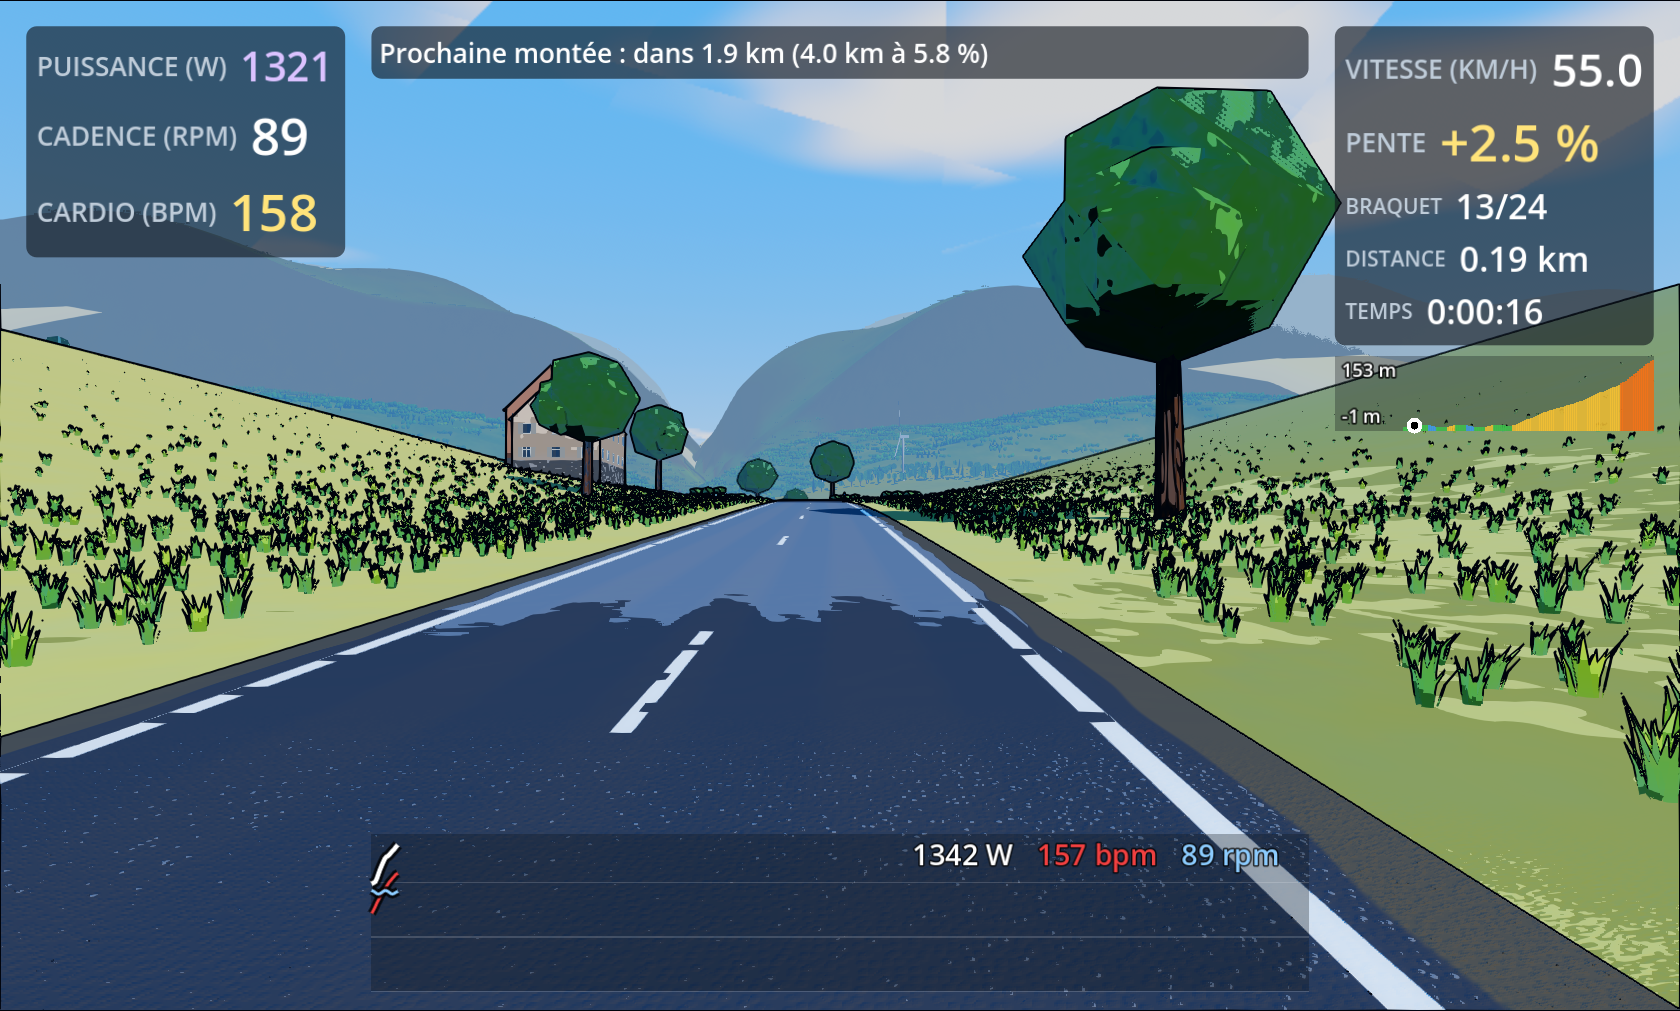 PUISSANCE (W) 1321
CADENCE (RPM) 89
CARDIO (BPM) 158
Prochaine montée : dans 1.9 km (4.0 km à 5.8 %)
VITESSE (KM/H) 55.0
PENTE +2.5 %
BRAQUET 13/24
DISTANCE 0.19 km
TEMPS 0:00:16
153 m
-1 m
1342 W 157 bpm 89 rpm